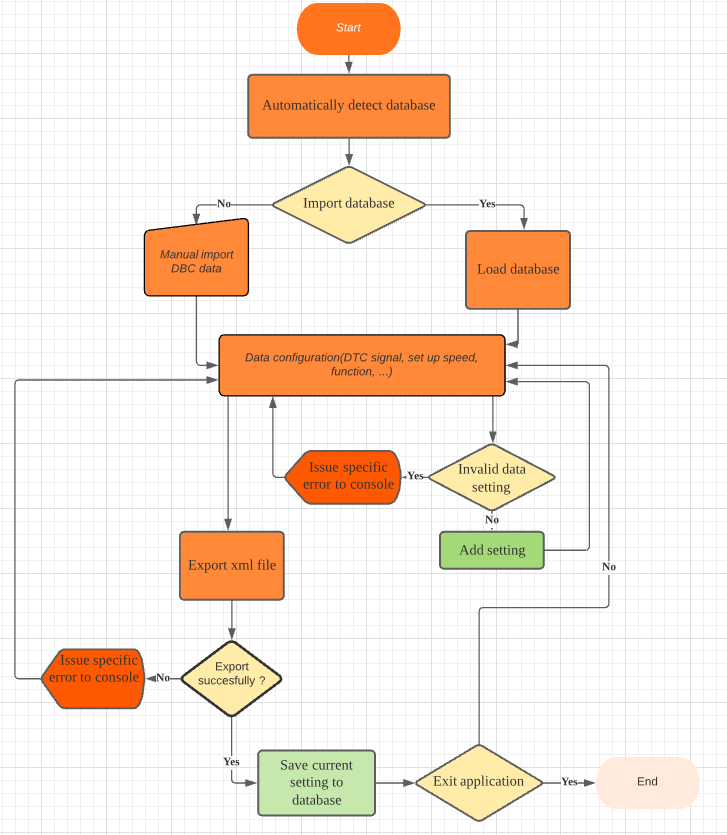 Start
Automatically detect database
Import database
No
Yes
Manual import
DBC data
Load database
Data configuration(DTC signal, set up speed,
function, ...)
Issue specific
error to console
Yes
Invalid data
setting
No
Add setting
Export xml file
No
Issue specific
error to console
No
Export
succesfully ?
Yes
Save current
setting to
database
Exit application
Yes
End